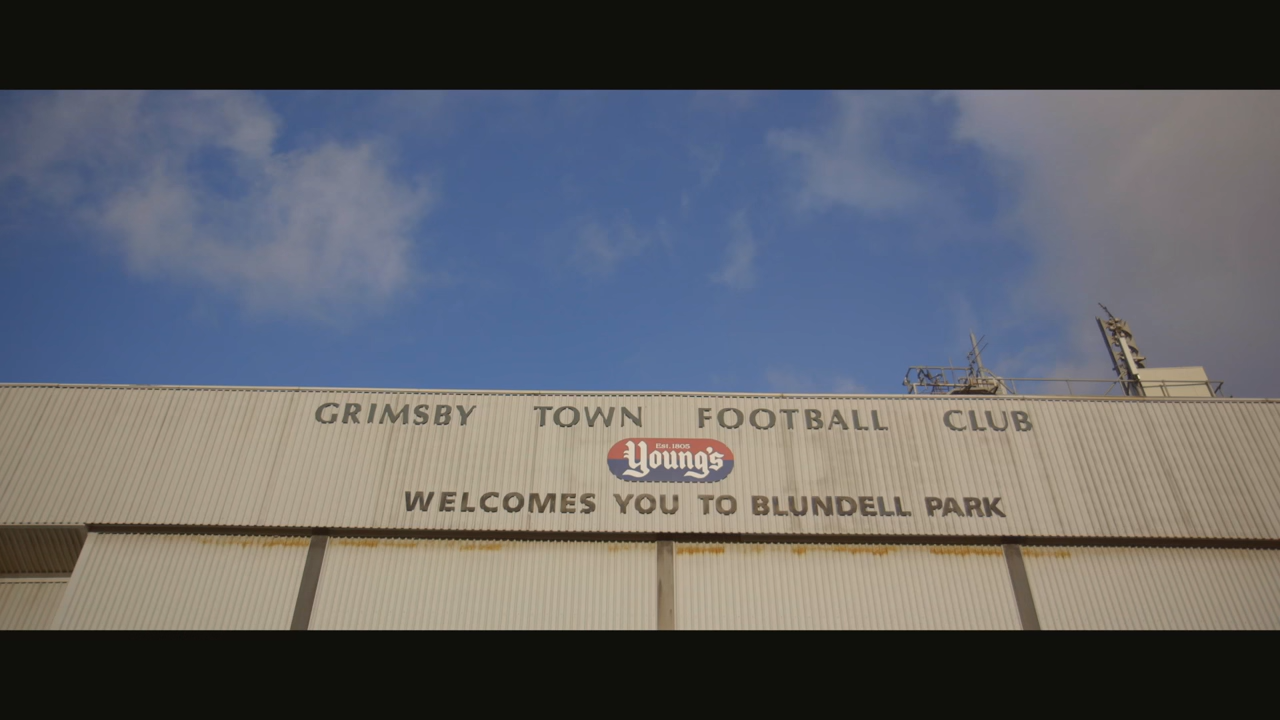 GRIMSBY TOWN FOOTBALL CLUB
Est. 1805
Young's
WELCOMES YOU TO BLUNDELL PARK